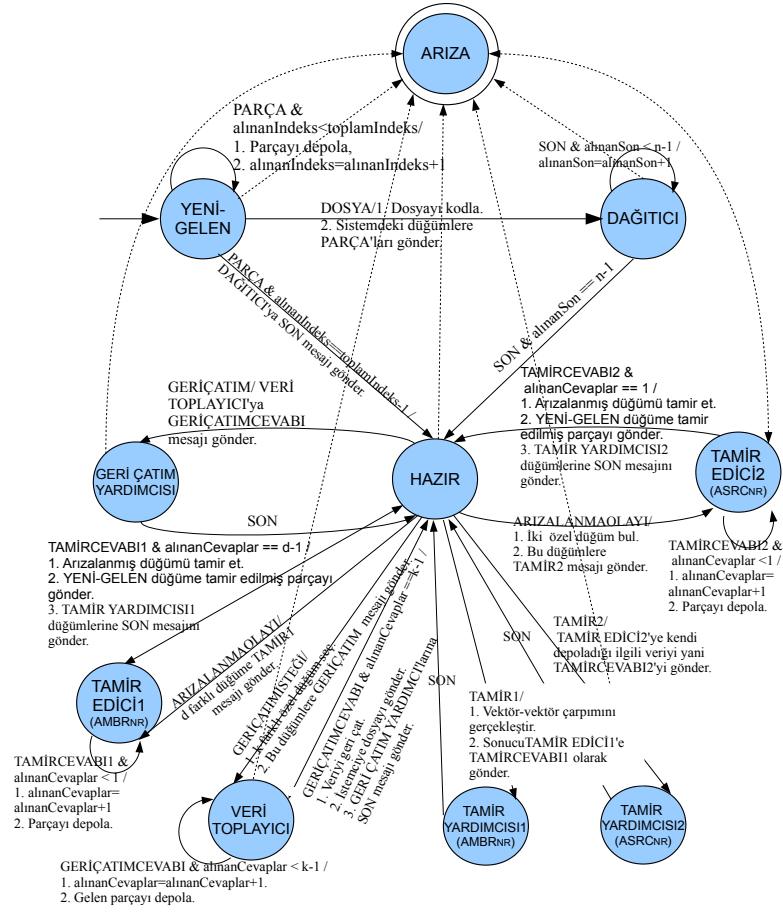 ARIZA
PARÇA &
alınanIndeks<toplamIndeks/
1. Parçayı depola,
2. alınanIndeks=alınanIndeks+1
SON & alınanSon < n-1 /
alınanSon=alınanSon+1
YENİ-
GELEN
DOSYA/1. Dosyayı kodla.
2. Sistemdeki düğümlere
PARÇA'ları gönder.
DAĞITICI
PARÇA & alınanIndeks==toplamIndeks-1 /
DAĞITICI'ya SON mesajı gönder.
SON & alınanSon == n-1
GERİÇATIM/ VERİ
TOPLAYICI'ya
GERİÇATIMCEVABI
mesajı gönder.
TAMİRCEVABI2 &
alınanCevaplar == 1 /
1. Arızalanmış düğümü tamir et.
2. YENİ-GELEN düğüme tamir
edilmiş parçayı gönder.
3. TAMİR YARDIMCISI2
düğümlerine SON mesajını
gönder.
GERİ ÇATIM
YARDIMCISI
HAZIR
TAMİR
EDİCİ2
(ASRCNR)
SON
ARIZALANMAOLAYI/
1. İki özel düğüm bul.
2. Bu düğümlere
TAMİR2 mesajı gönder.
TAMİRCEVABI2 &
alınanCevaplar <1 /
1. alınanCevaplar=
alınanCevaplar+1
2. Parçayı depola.
TAMİRCEVABI1 & alınanCevaplar == d-1 /
1. Arızalanmış düğümü tamir et.
2. YENİ-GELEN düğüme tamir edilmiş parçayı
gönder.
3. TAMİR YARDIMCISI1
düğümlerine SON mesajını
gönder.
TAMİR
EDİCİ1
(AMBRNR)
ARIZALANMAOLAYI/
d farklı düğüme TAMİR1
mesajı gönder.
GERİÇATIMİSTEĞİ/
1. k farklı özel düğüm seç.
2. Bu düğümlere GERİÇATIM mesajı gönder.
GERİÇATIMCEVABI & alınanCevaplar ==k-1 /
1. Veriyi geri çat.
2. İstemciye dosyayı gönder.
3. GERİ ÇATIM YARDIMCI'larına
SON mesajı gönder.
SON
SON
TAMİR2/
TAMİR EDİCİ2'ye kendi
depoladığı ilgili veriyi yani
TAMİRCEVABI2'yi gönder.
TAMİR1/
1. Vektör-vektör çarpımını
gerçekleştir.
2. SonucuTAMİR EDİCİ1'e
TAMİRCEVABI1 olarak
gönder.
TAMİRCEVABI1 &
alınanCevaplar < 1 /
1. alınanCevaplar=
alınanCevaplar+1
2. Parçayı depola.
VERİ
TOPLAYICI
TAMİR
YARDIMCISI1
(AMBRNR)
TAMİR
YARDIMCISI2
(ASRCNR)
GERİÇATIMCEVABI & alınanCevaplar < k-1 /
1. alınanCevaplar=alınanCevaplar+1.
2. Gelen parçayı depola.